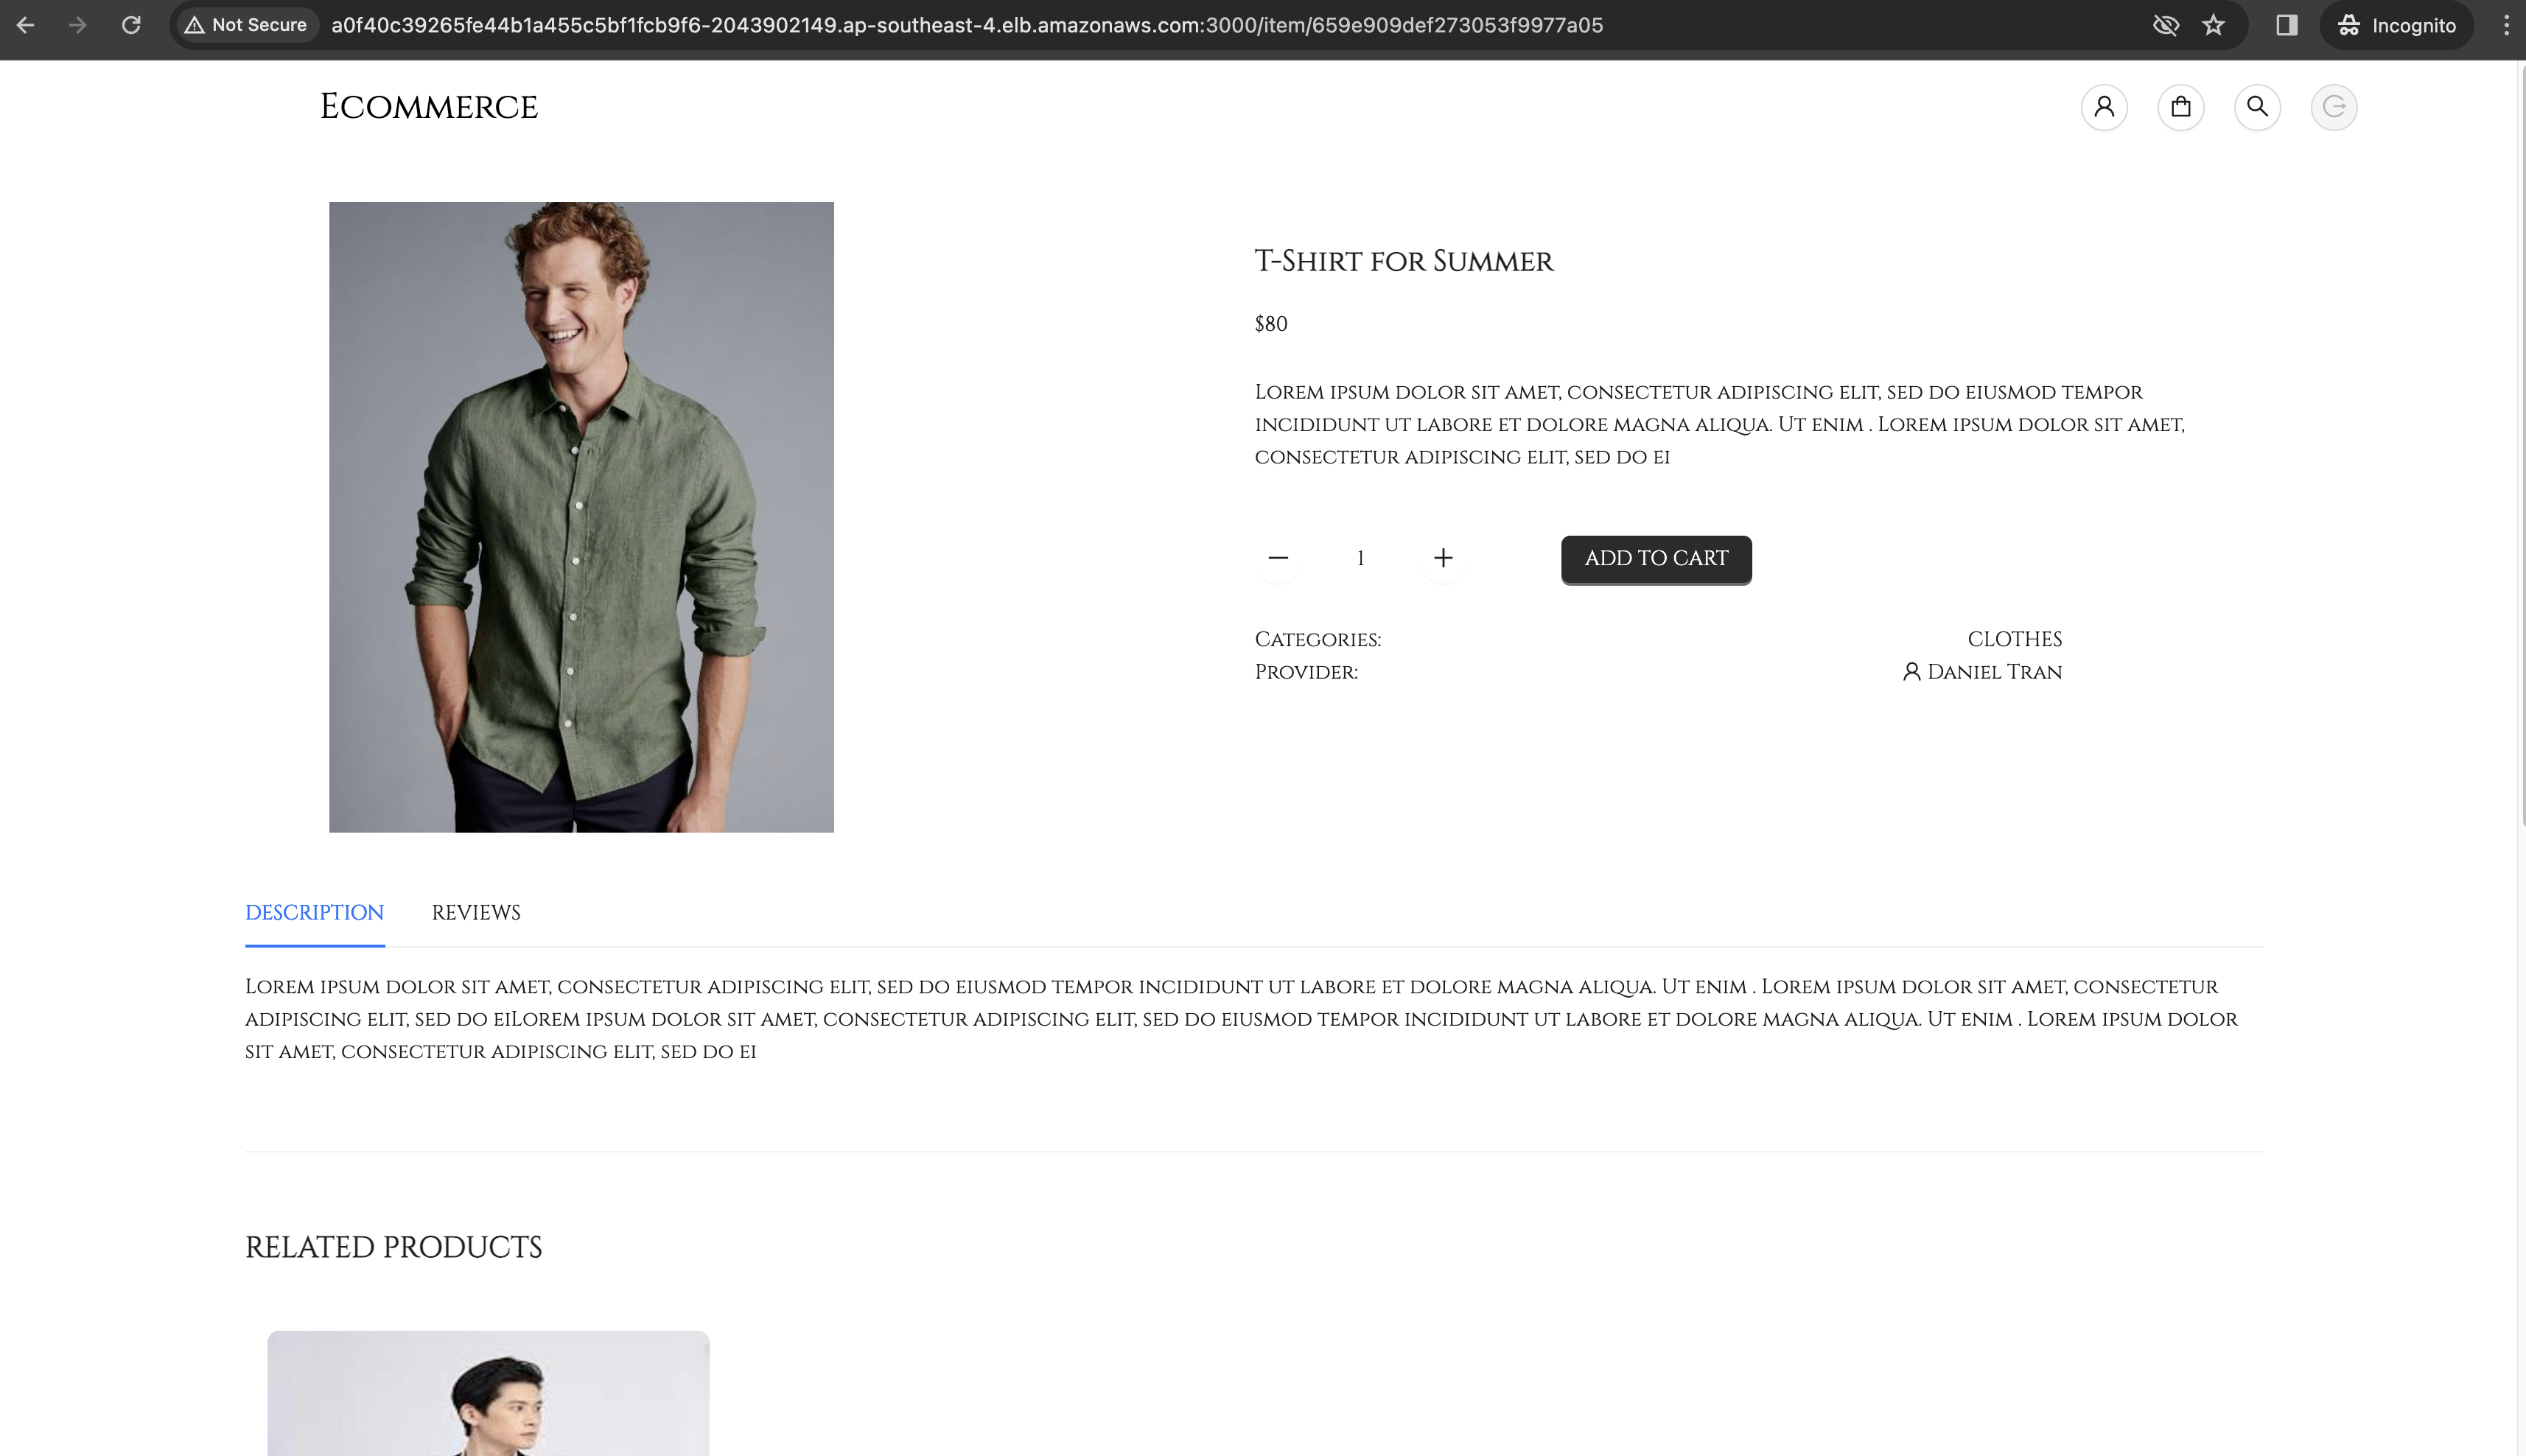 Not Secure
a0f40c39265fe44b1a455c5bf1fcb9f6-2043902149.ap-southeast-4.elb.amazonaws.com:3000/item/659e909def273053f9977a05
Incognito
Ecommerce
T-Shirt for Summer
$80
Lorem ipsum dolor sit amet, consectetur adipiscing elit, sed do eiusmod tempor
incididunt ut labore et dolore magna aliqua. Ut enim . Lorem ipsum dolor sit amet,
consectetur adipiscing elit, sed do ei
1
ADD TO CART
Categories:
CLOTHES
Provider:
Daniel Tran
DESCRIPTION
REVIEWS
Lorem ipsum dolor sit amet, consectetur adipiscing elit, sed do eiusmod tempor incididunt ut labore et dolore magna aliqua. Ut enim . Lorem ipsum dolor sit amet, consectetur
adipiscing elit, sed do eiLorem ipsum dolor sit amet, consectetur adipiscing elit, sed do eiusmod tempor incididunt ut labore et dolore magna aliqua. Ut enim . Lorem ipsum dolor
sit amet, consectetur adipiscing elit, sed do ei
RELATED PRODUCTS